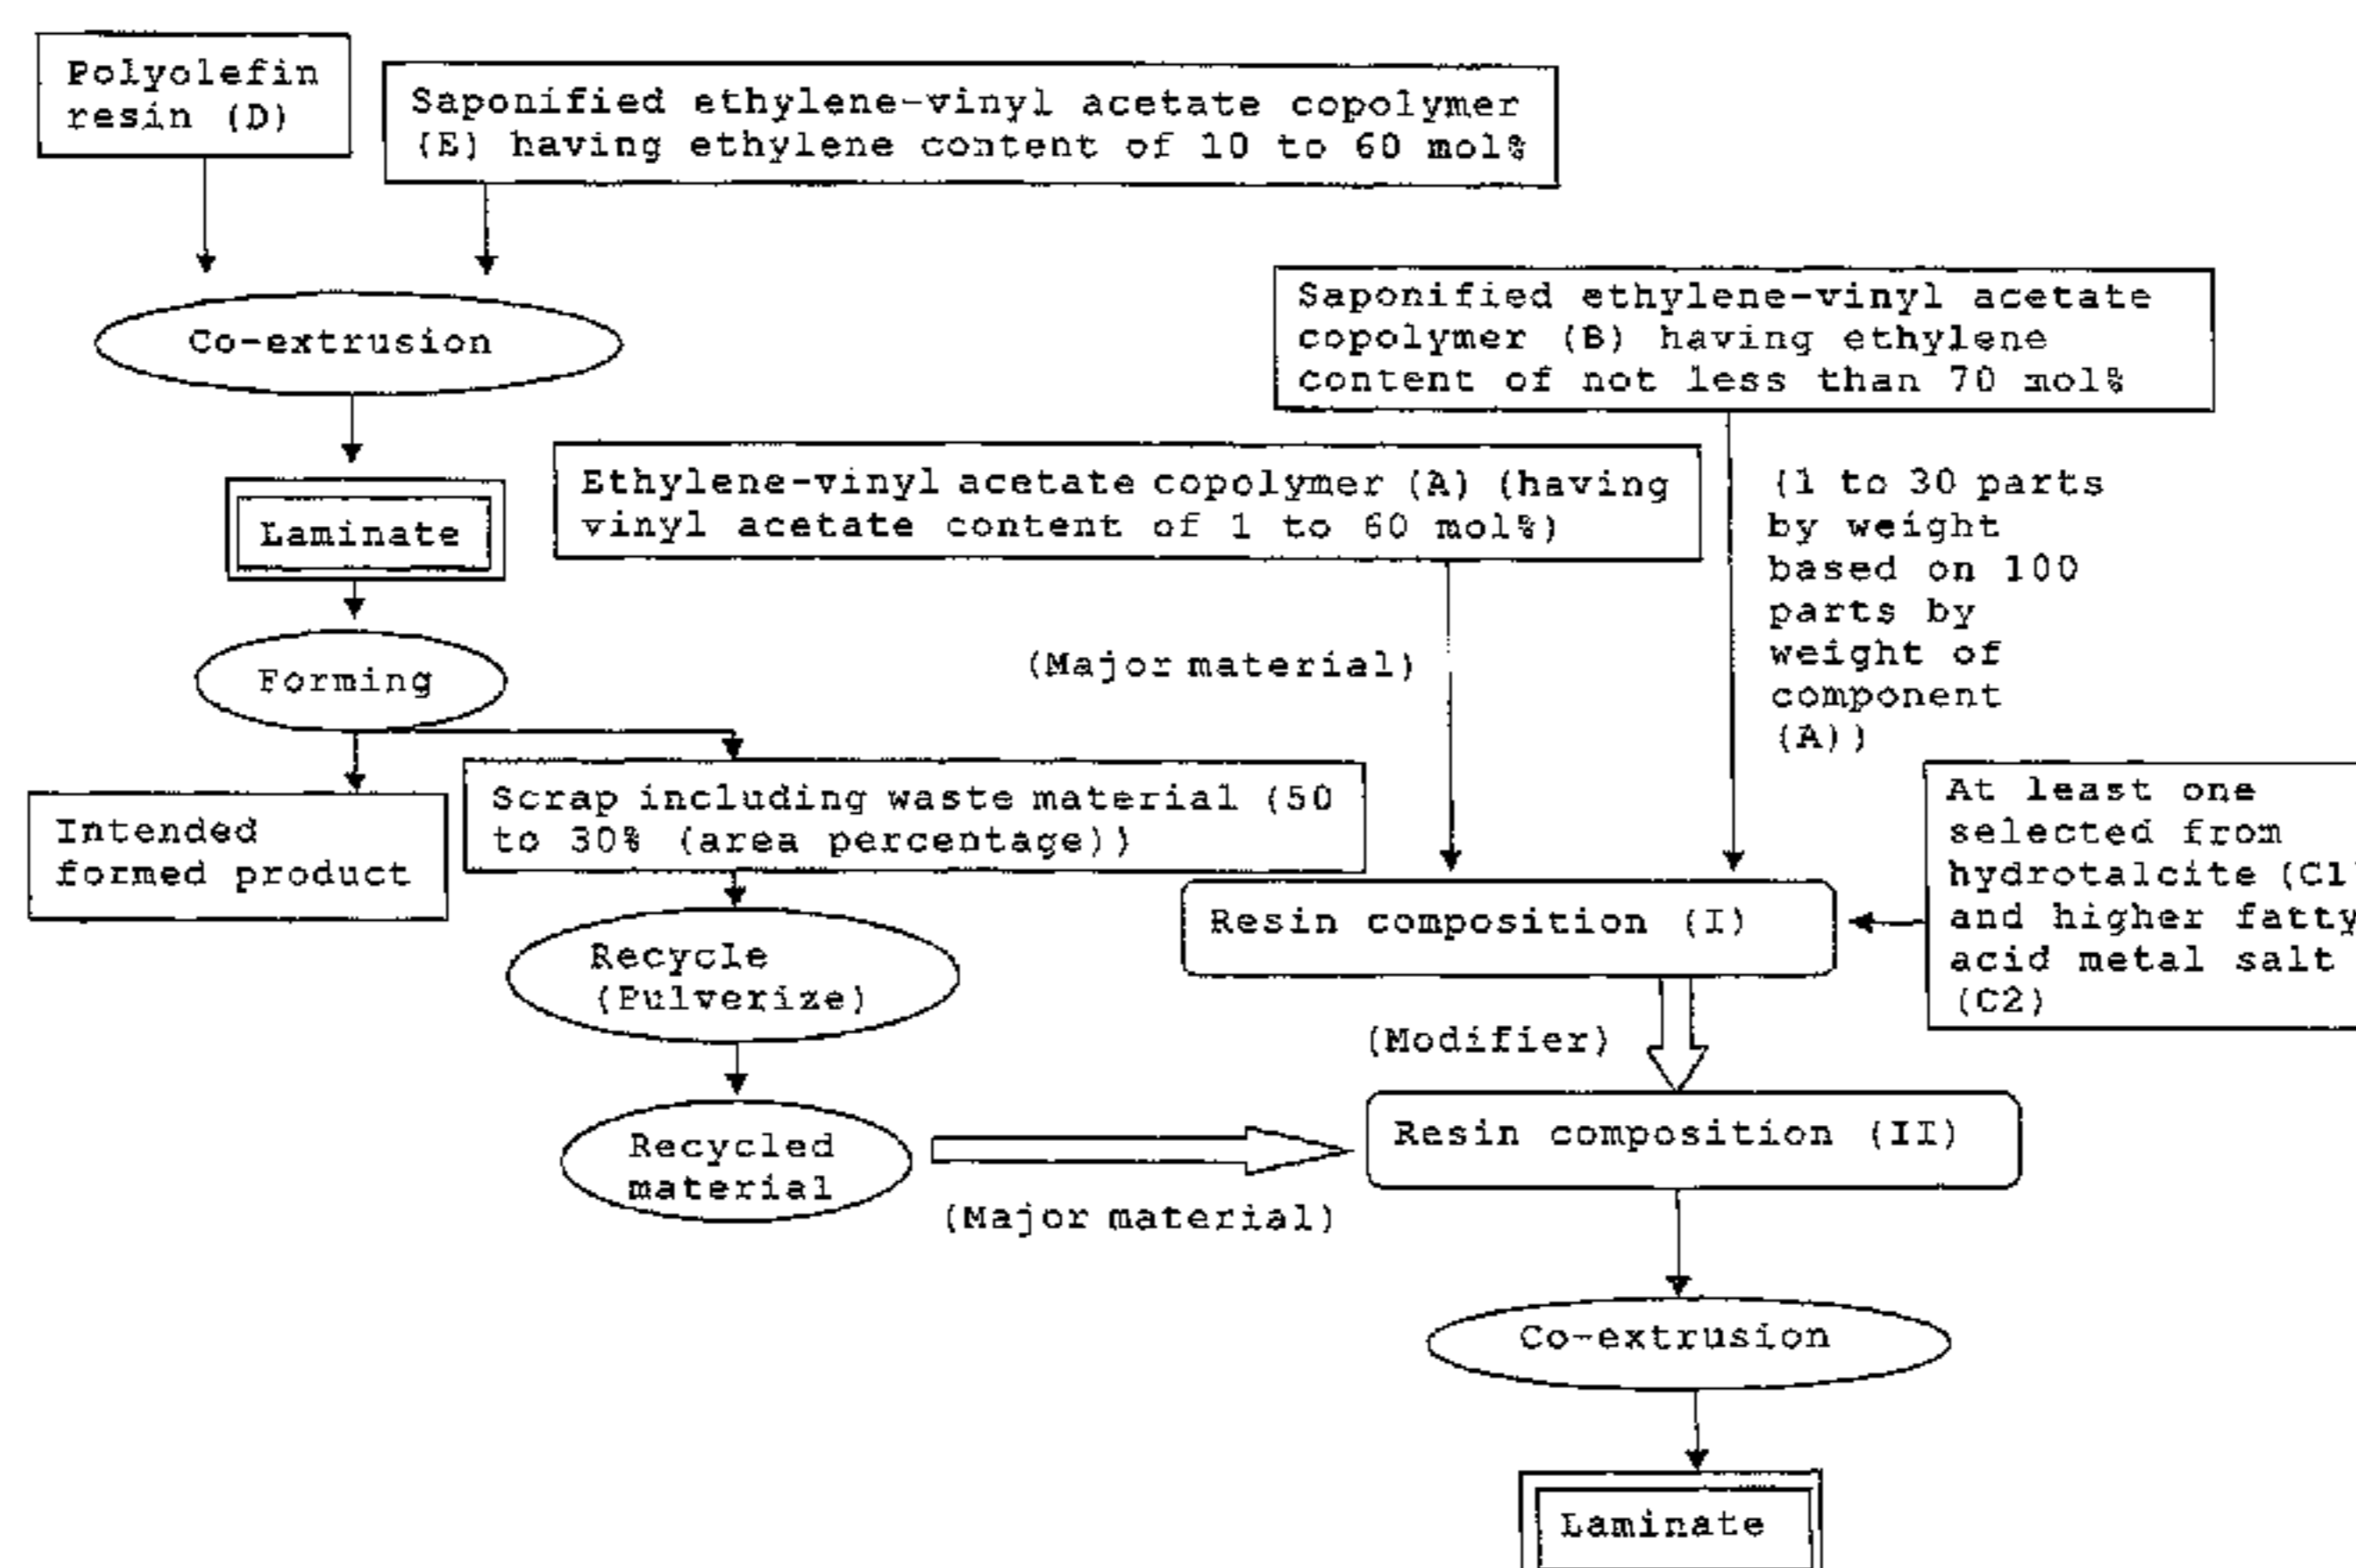 Polyolefin
resin (D)
Saponified ethylene-vinyl acetate copolymer
(E) having ethylene content of 10 to 60 mol%
Co-extrusion
Saponified ethylene-vinyl acetate
copolymer (B) having ethylene
content of not less than 70 mol%
Laminate
Ethylene-vinyl acetate copolymer (A) (having
vinyl acetate content of 1 to 60 mol%)
(1 to 30 parts
by weight
based on 100
parts by
weight of
component
(A))
Forming
(Major material)
Intended
formed product
Scrap including waste material (50
to 30% (area percentage))
At least one
selected from
hydrotalcite (C1)
and higher fatty
acid metal salt
(C2)
Resin composition (I)
Recycle
(Pulverize)
(Modifier)
Recycled
material
(Major material)
Resin composition (II)
Co-extrusion
Laminate